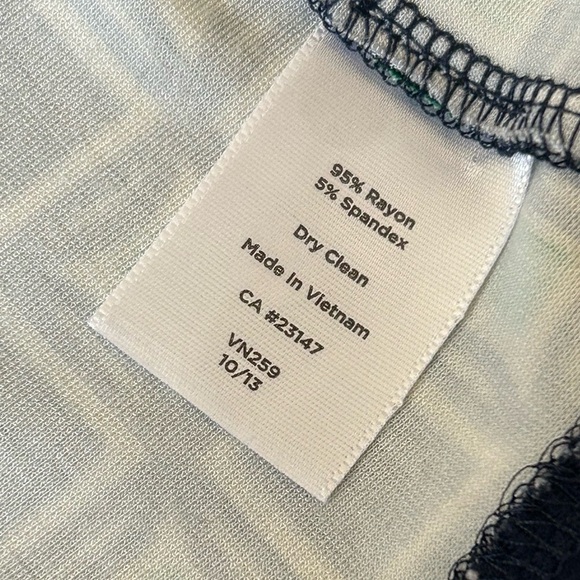 95% Rayon
5% Spandex
Dry Clean
Made In Vietnam
CA #23147
VN259
10/13